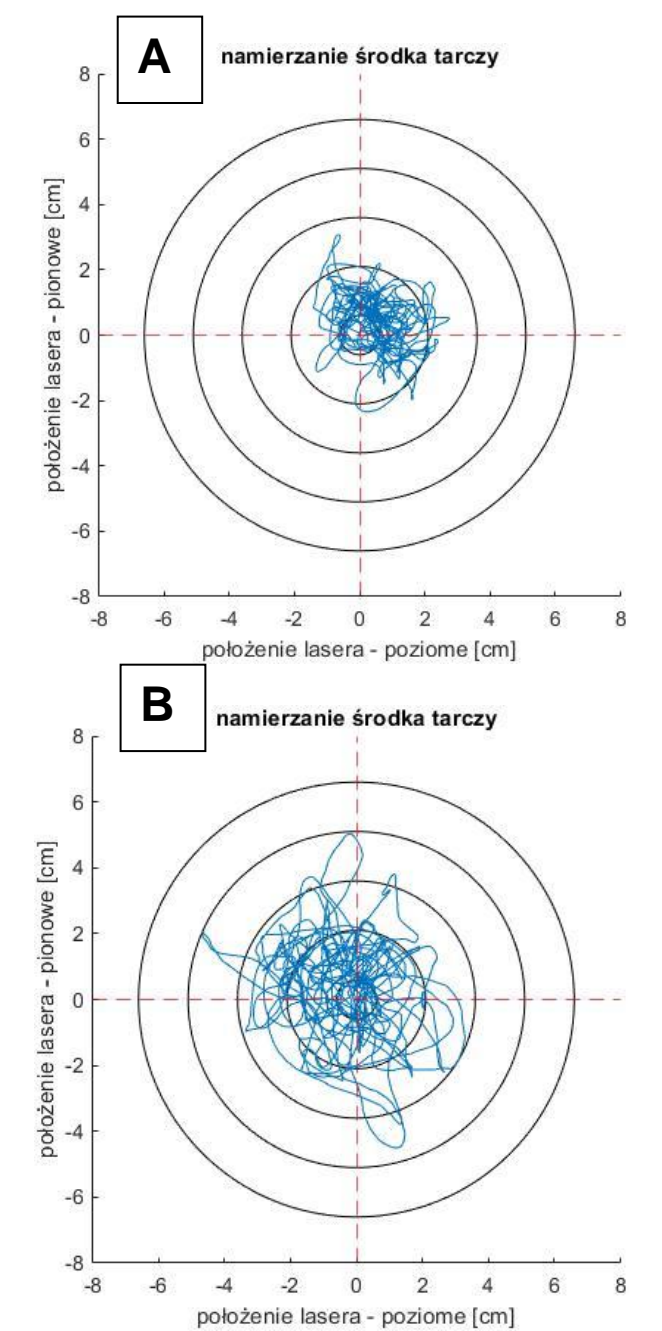 A
namierzanie środka tarczy
8
6
4
2
0
-2
-4
-6
-8
położenie lasera - pionowe [cm]
-8 -6 -4 -2 0 2 4 6 8
położenie lasera - poziome [cm]
B
namierzanie środka tarczy
8
6
4
2
0
-2
-4
-6
-8
położenie lasera - pionowe [cm]
-8 -6 -4 -2 0 2 4 6 8
położenie lasera - poziome [cm]